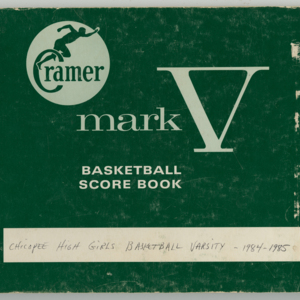 Cramer
mark V
BASKETBALL
SCORE BOOK
CHICOPEE HIGH GIRLS BASKETBALL VARSITY - 1984-1985